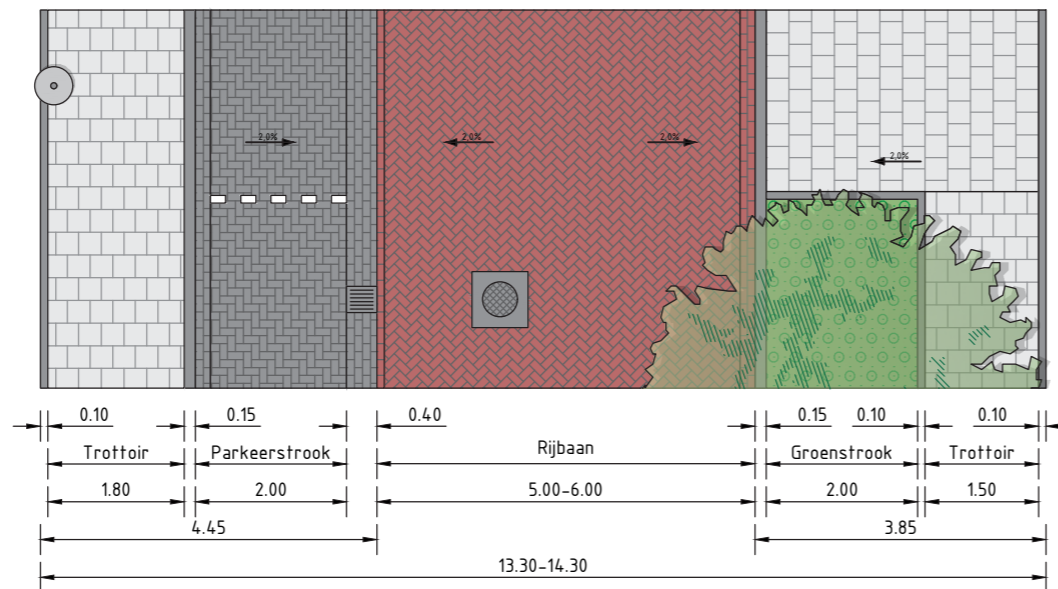 2,0% 2,0% 2,0%
2,0%
0.10 0.15 0.40 0.15 0.10 0.10
Trottoir Parkeerstrook Rijbaan Groenstrook Trottoir
1.80 2.00 5.00-6.00 2.00 1.50
4.45 3.85
13.30-14.30